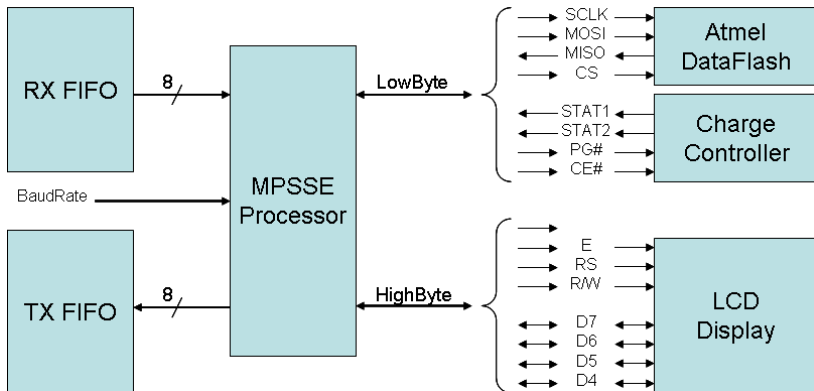 RX FIFO
8
BaudRate
TX FIFO
8
MPSSE
Processor
LowByte
HighByte
SCLK
MOSI
MISO
CS
STAT1
STAT2
PG#
CE#
E
RS
R/W
D7
D6
D5
D4
Atmel
DataFlash
Charge
Controller
LCD
Display